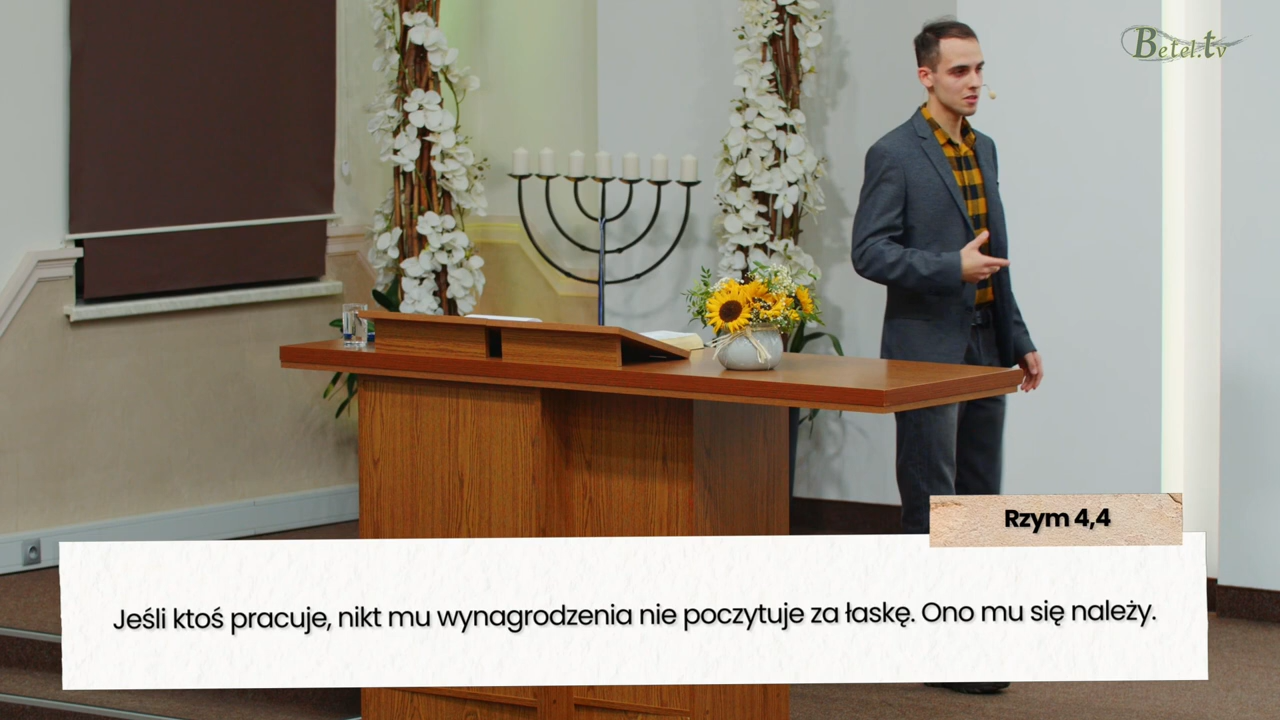 Betel.tv
Rzym 4,4
Jeśli ktoś pracuje, nikt mu wynagrodzenia nie poczytuje za łaskę. Ono mu się należy.